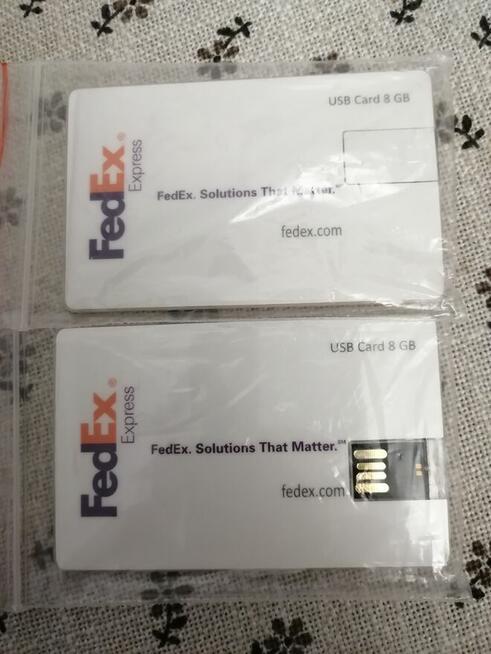 USB Card 8 GB
FedEx®
Express
FedEx. Solutions That Matter.℠
fedex.com
USB Card 8 GB
FedEx®
Express
FedEx. Solutions That Matter.℠
fedex.com